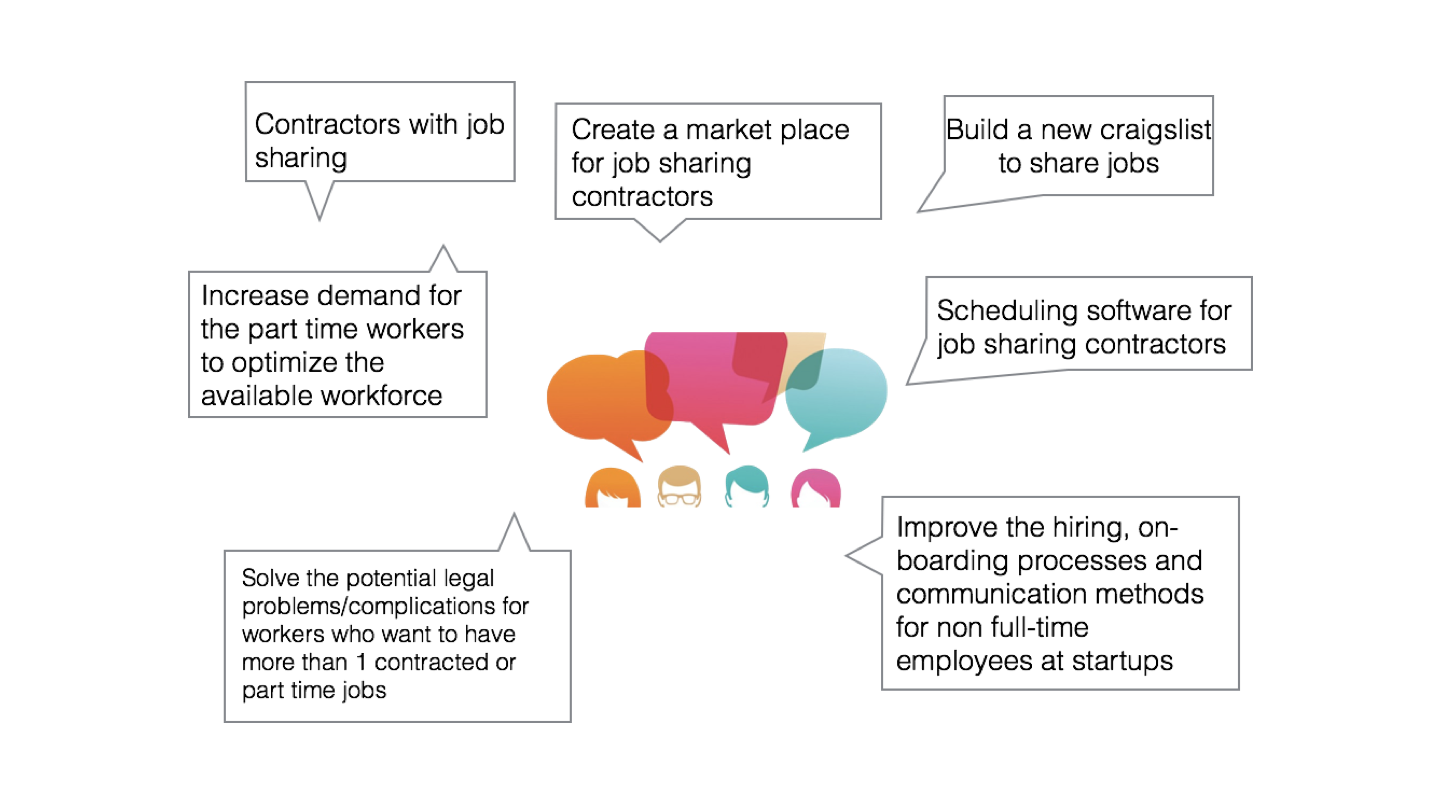 Contractors with job
sharing
Create a market place
for job sharing
contractors
Build a new craigslist
to share jobs
Increase demand for
the part time workers
to optimize the
available workforce
Scheduling software for
job sharing contractors
Solve the potential legal
problems/complications for
workers who want to have
more than 1 contracted or
part time jobs
Improve the hiring, on-
boarding processes and
communication methods
for non full-time
employees at startups